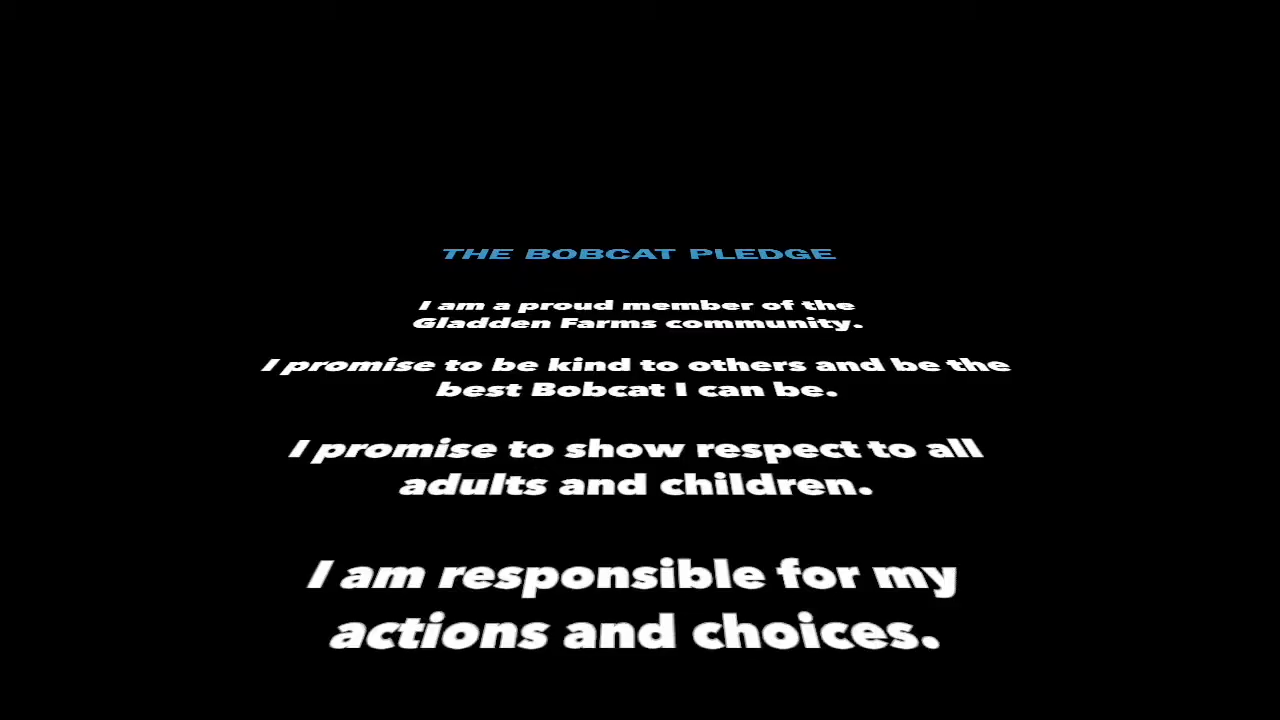 THE BOBCAT PLEDGE
I am a proud member of the
Gladden Farms community.
I promise to be kind to others and be the
best Bobcat I can be.
I promise to show respect to all
adults and children.
I am responsible for my
actions and choices.